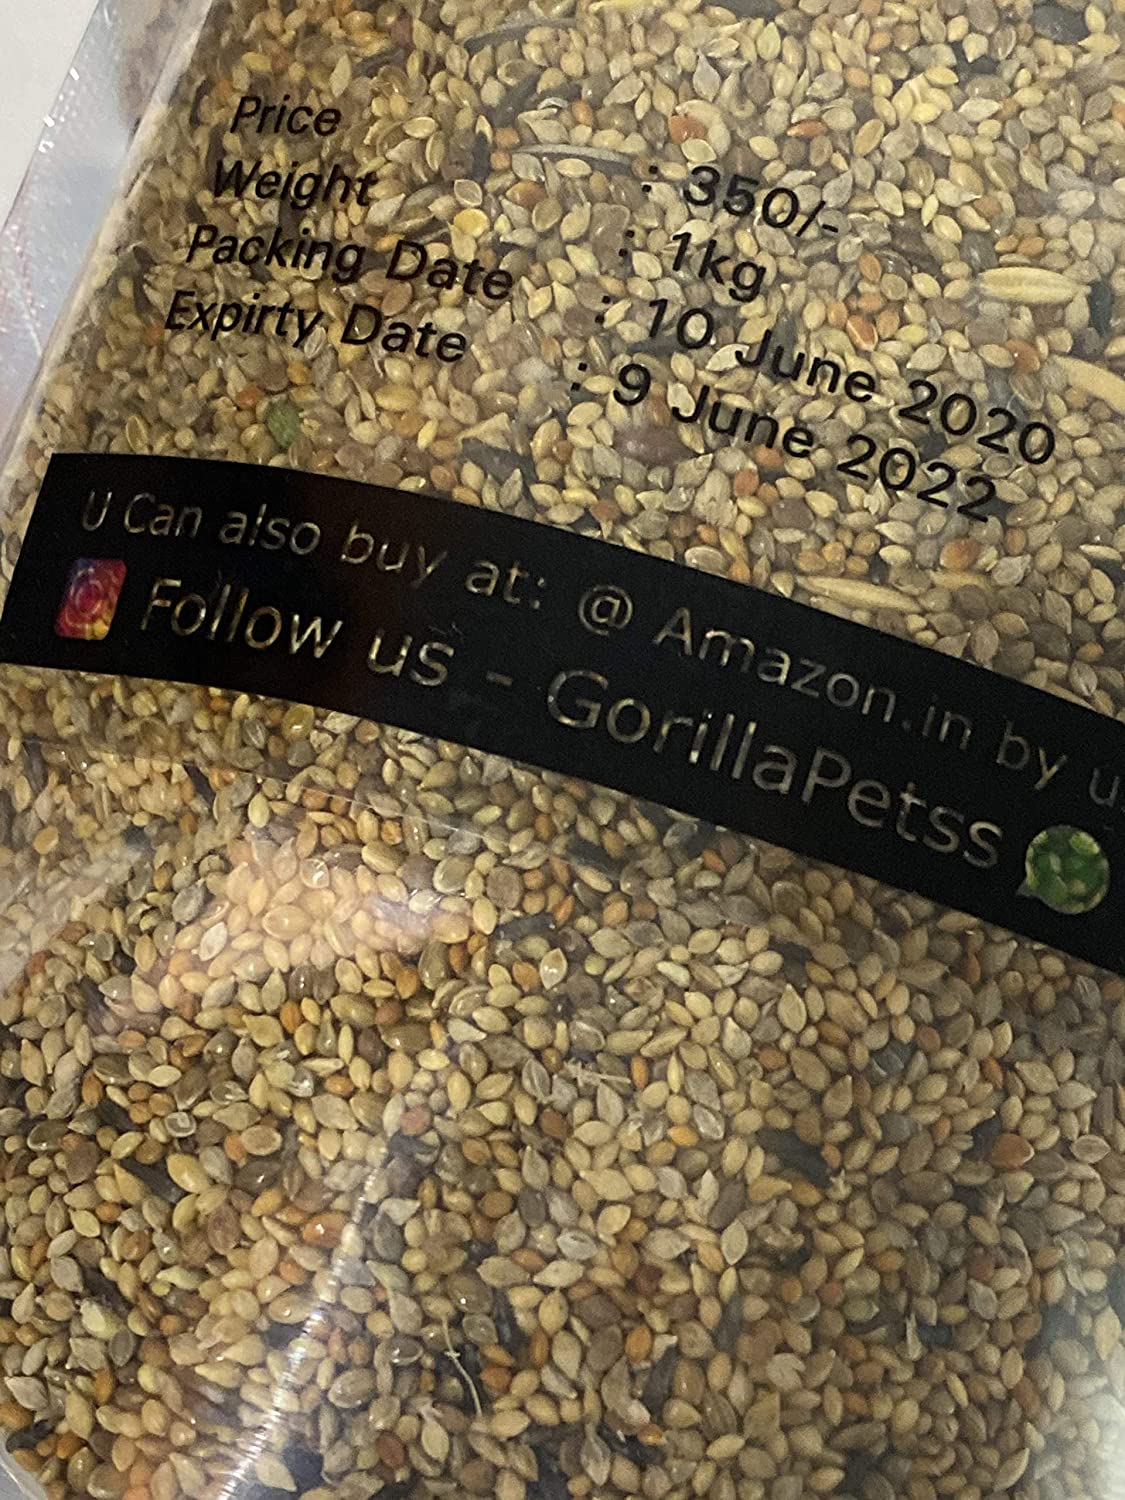 Price : 350/-
Weight : 1kg
Packing Date : 10 June 2020
Expirty Date : 9 June 2022
U Can also buy at: @ Amazon.in by
Follow us - GorillaPetss